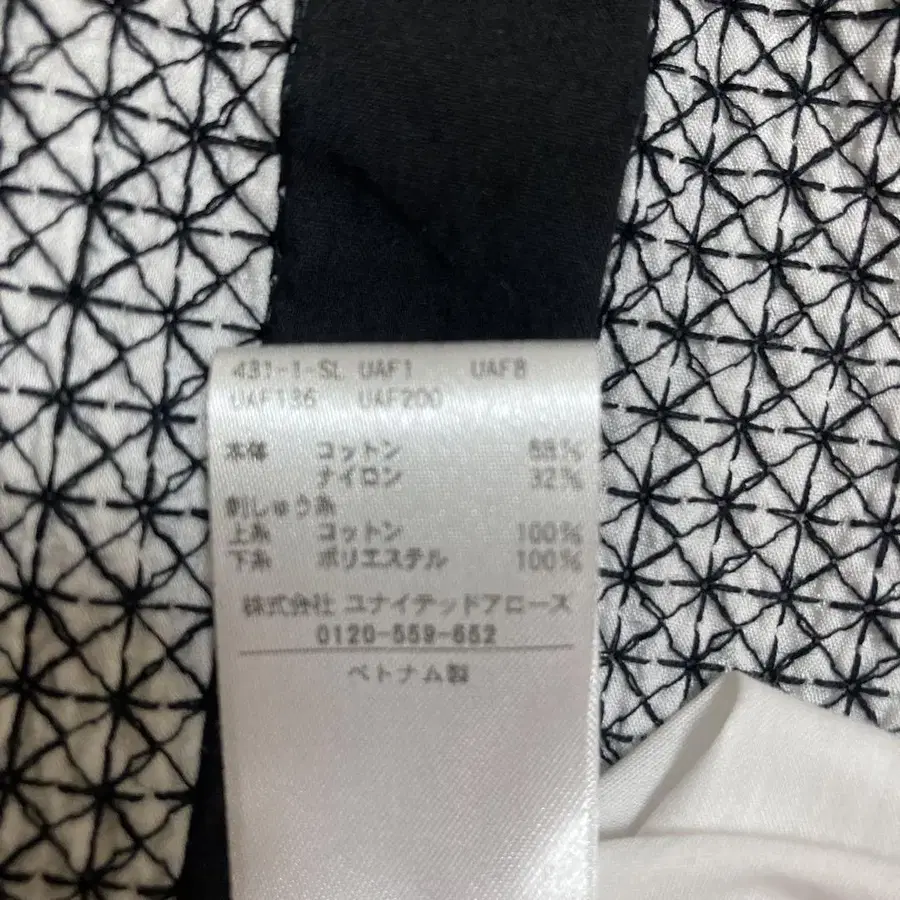 431-1-SL UAF1 UAF8
UAF136 UAF200
本体 コットン 68%
ナイロン 32%
刺しゅう糸
上糸 コットン 100%
下糸 ポリエステル 100%
株式会社 ユナイテッドアローズ
0120-559-652
ベトナム製